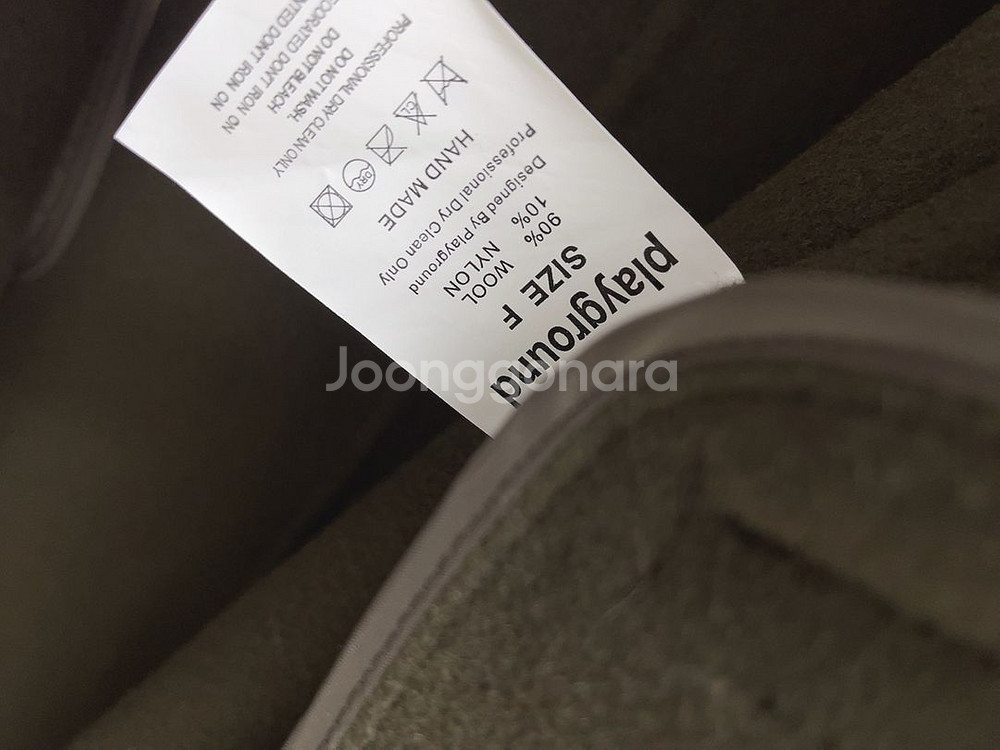 playground
SIZE F
90% WOOL
10% NYLON
Designed By Playground
Professional Dry Clean Only
HAND MADE
DRY
PROFESSIONAL DRY CLEAN ONLY
DO NOT WASH.
DO NOT BLEACH
DECORATED DON'T IRON ON
DON'T IRON ON
Joonggonara